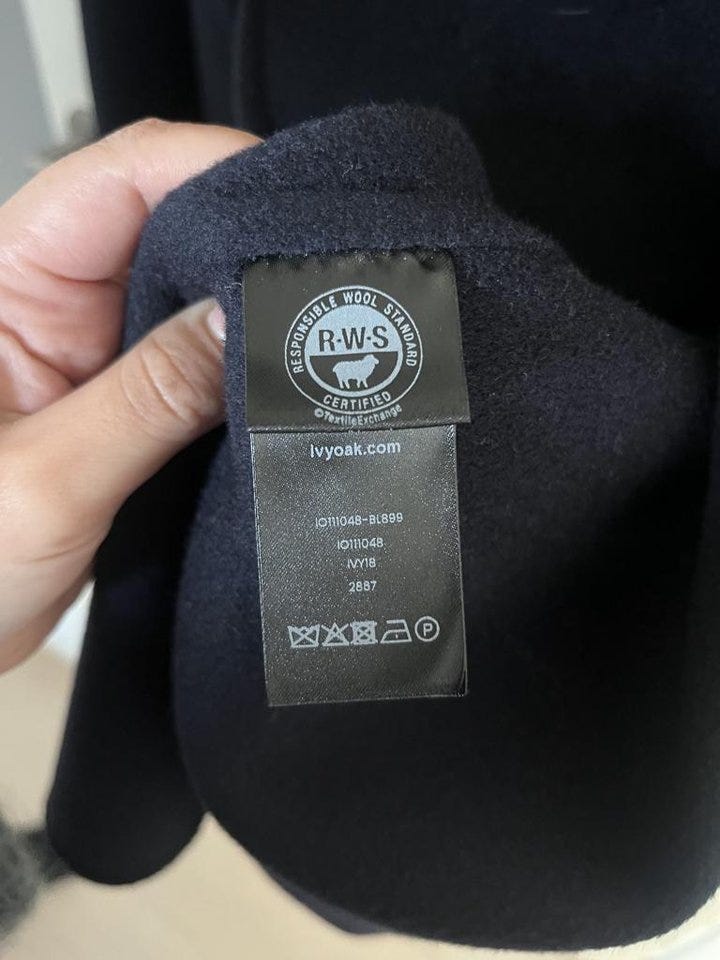 RESPONSIBLE WOOL STANDARD
R·W·S
CERTIFIED
©TextileExchange
Ivyoak.com
IO111048-BL899
IO111048
IVY18
2887
P